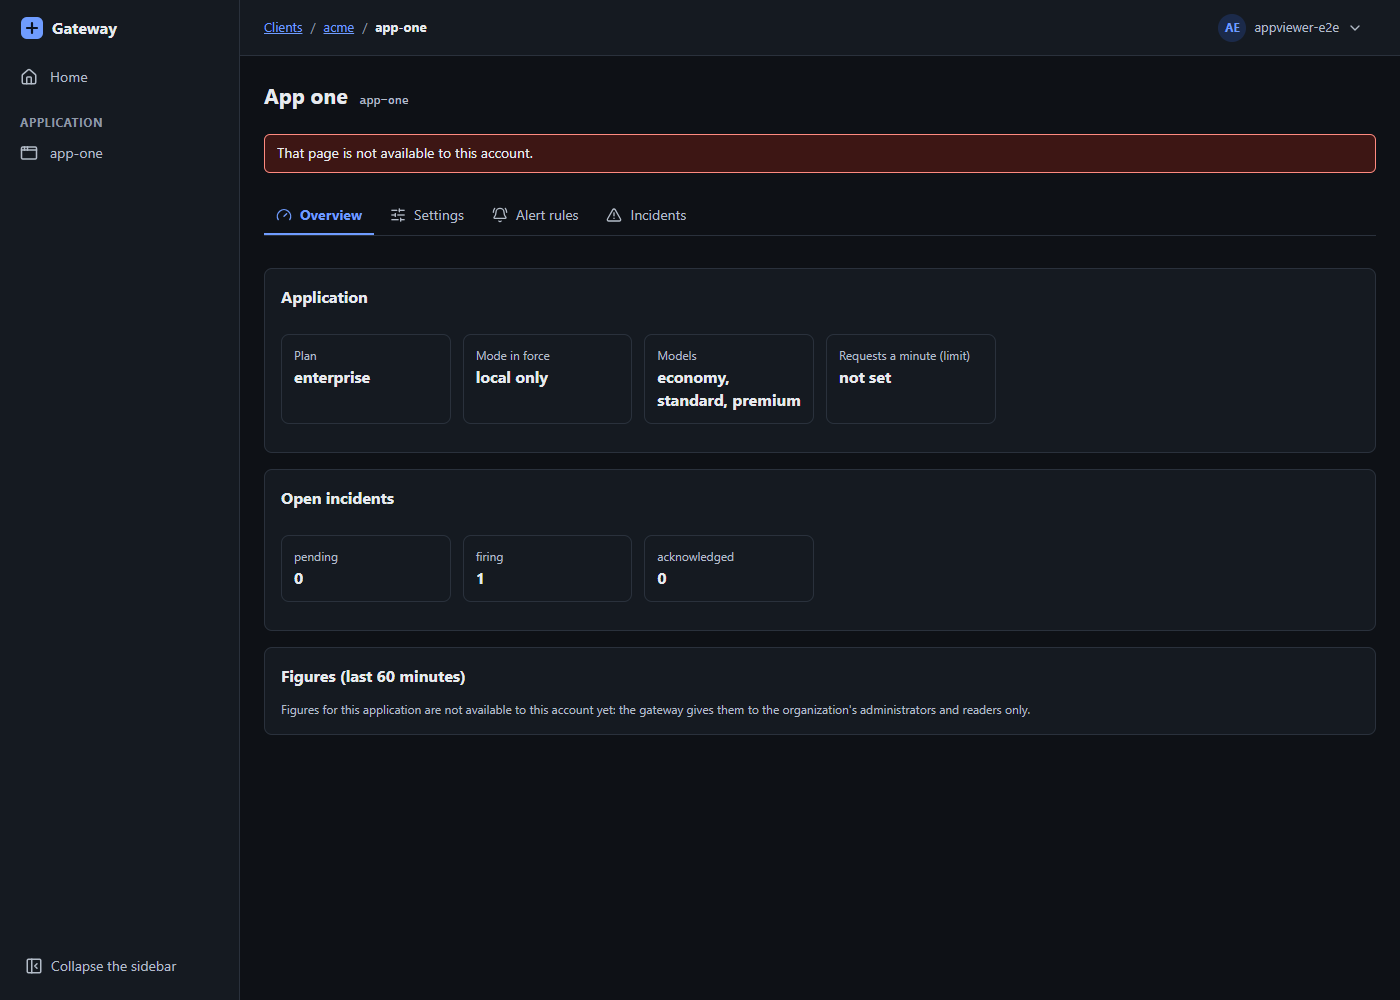 Gateway
Clients / acme / app-one
AE appviewer-e2e
Home
APPLICATION
app-one
App one app-one
That page is not available to this account.
Overview Settings Alert rules Incidents
Application
Plan
enterprise
Mode in force
local only
Models
economy,
standard, premium
Requests a minute (limit)
not set
Open incidents
pending
0
firing
1
acknowledged
0
Figures (last 60 minutes)
Figures for this application are not available to this account yet: the gateway gives them to the organization's administrators and readers only.
Collapse the sidebar